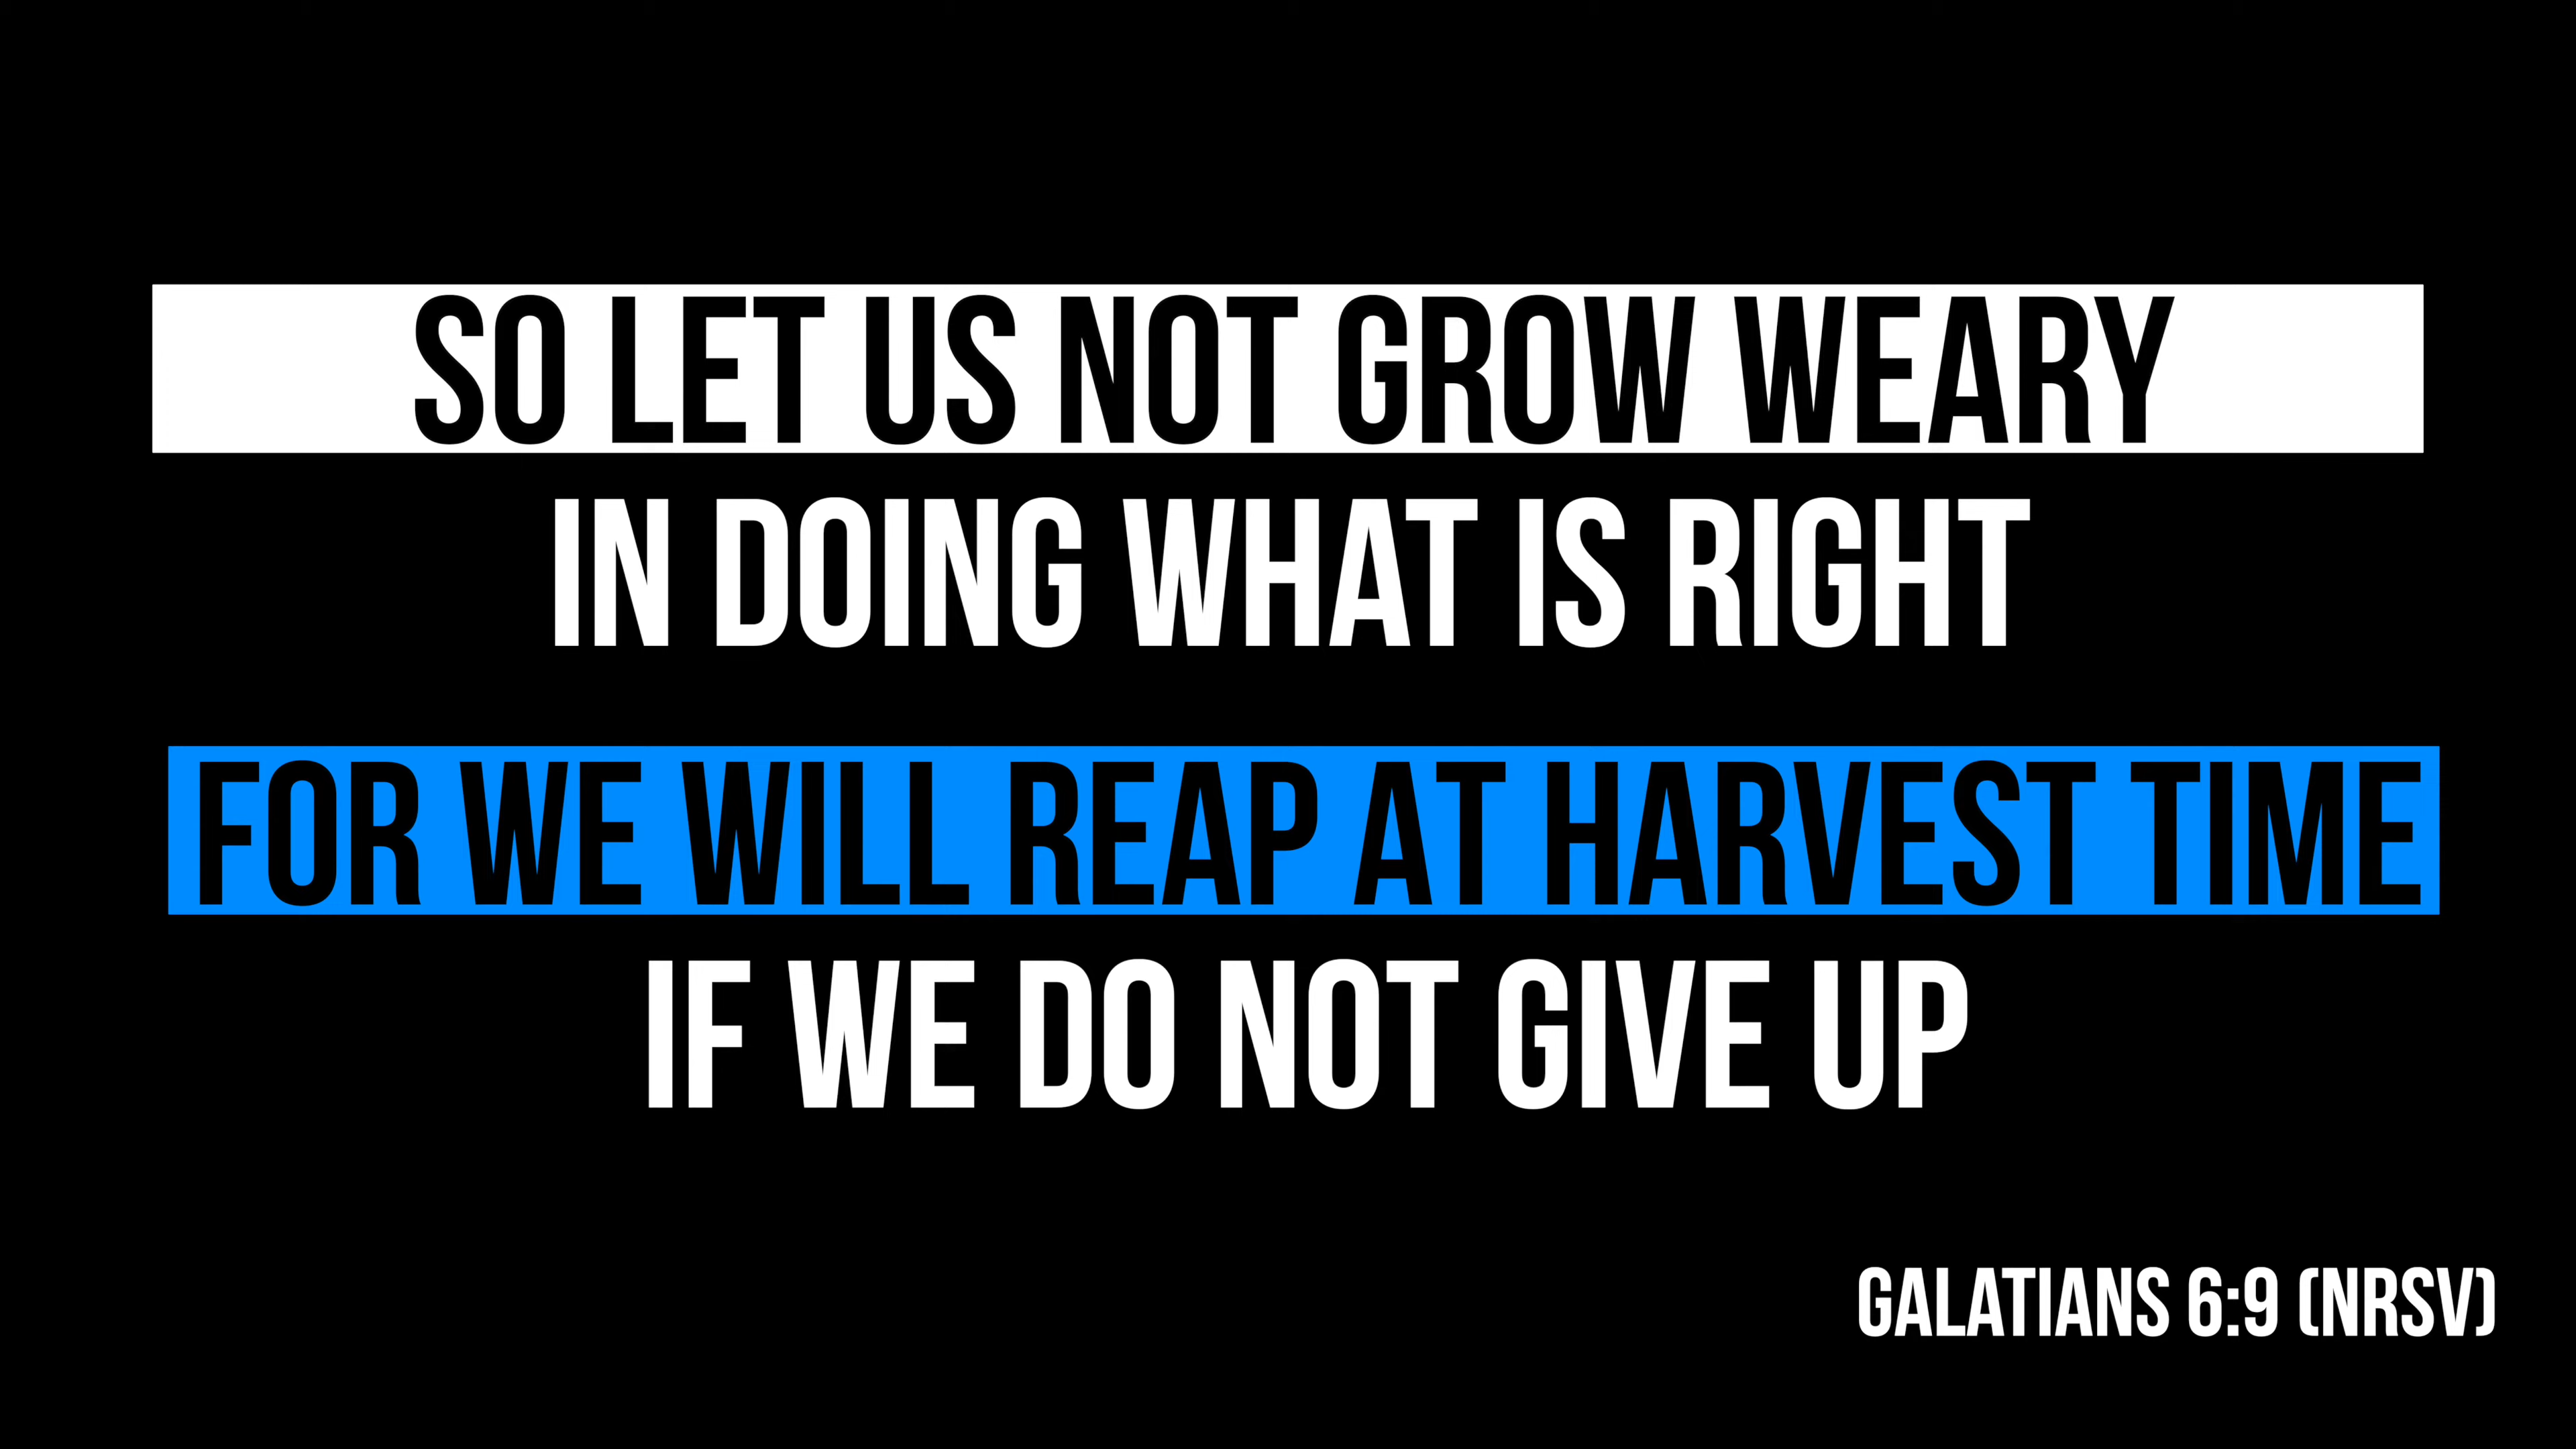 SO LET US NOT GROW WEARY
IN DOING WHAT IS RIGHT
FOR WE WILL REAP AT HARVEST TIME
IF WE DO NOT GIVE UP
GALATIANS 6:9 (NRSV)